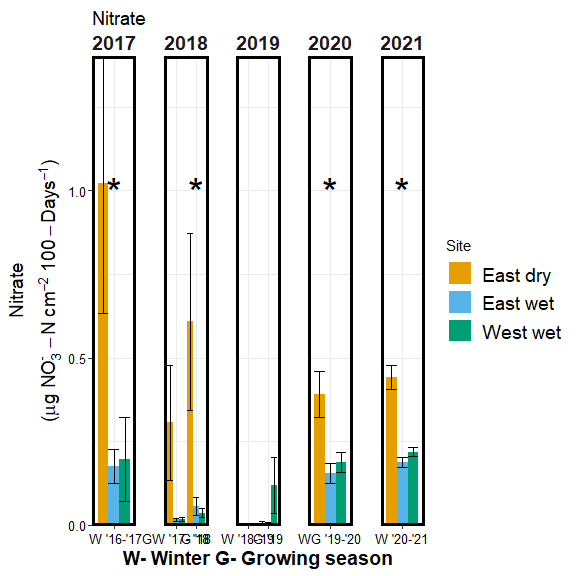 Nitrate
2017 2018 2019 2020 2021
Nitrate
(μg NO₃⁻ – N cm⁻² 100 – Days⁻¹)
1.0
0.5
0.0
* * * *
W '16-'17 GW '17 G '18 W '18 G '19 WG '19-20 W '20-'21
W- Winter G- Growing season
Site
East dry
East wet
West wet